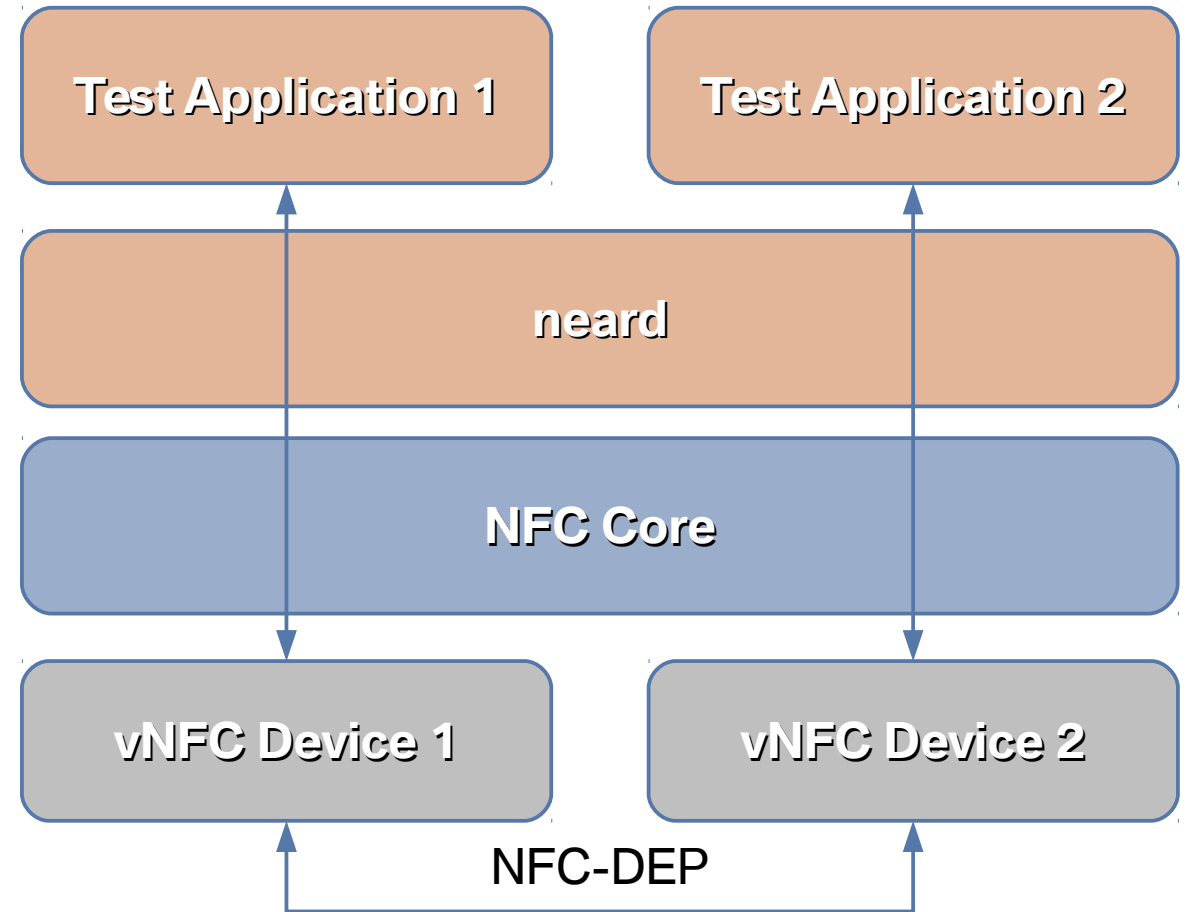 Test Application 1
Test Application 2
neard
NFC Core
vNFC Device 1
vNFC Device 2
NFC-DEP